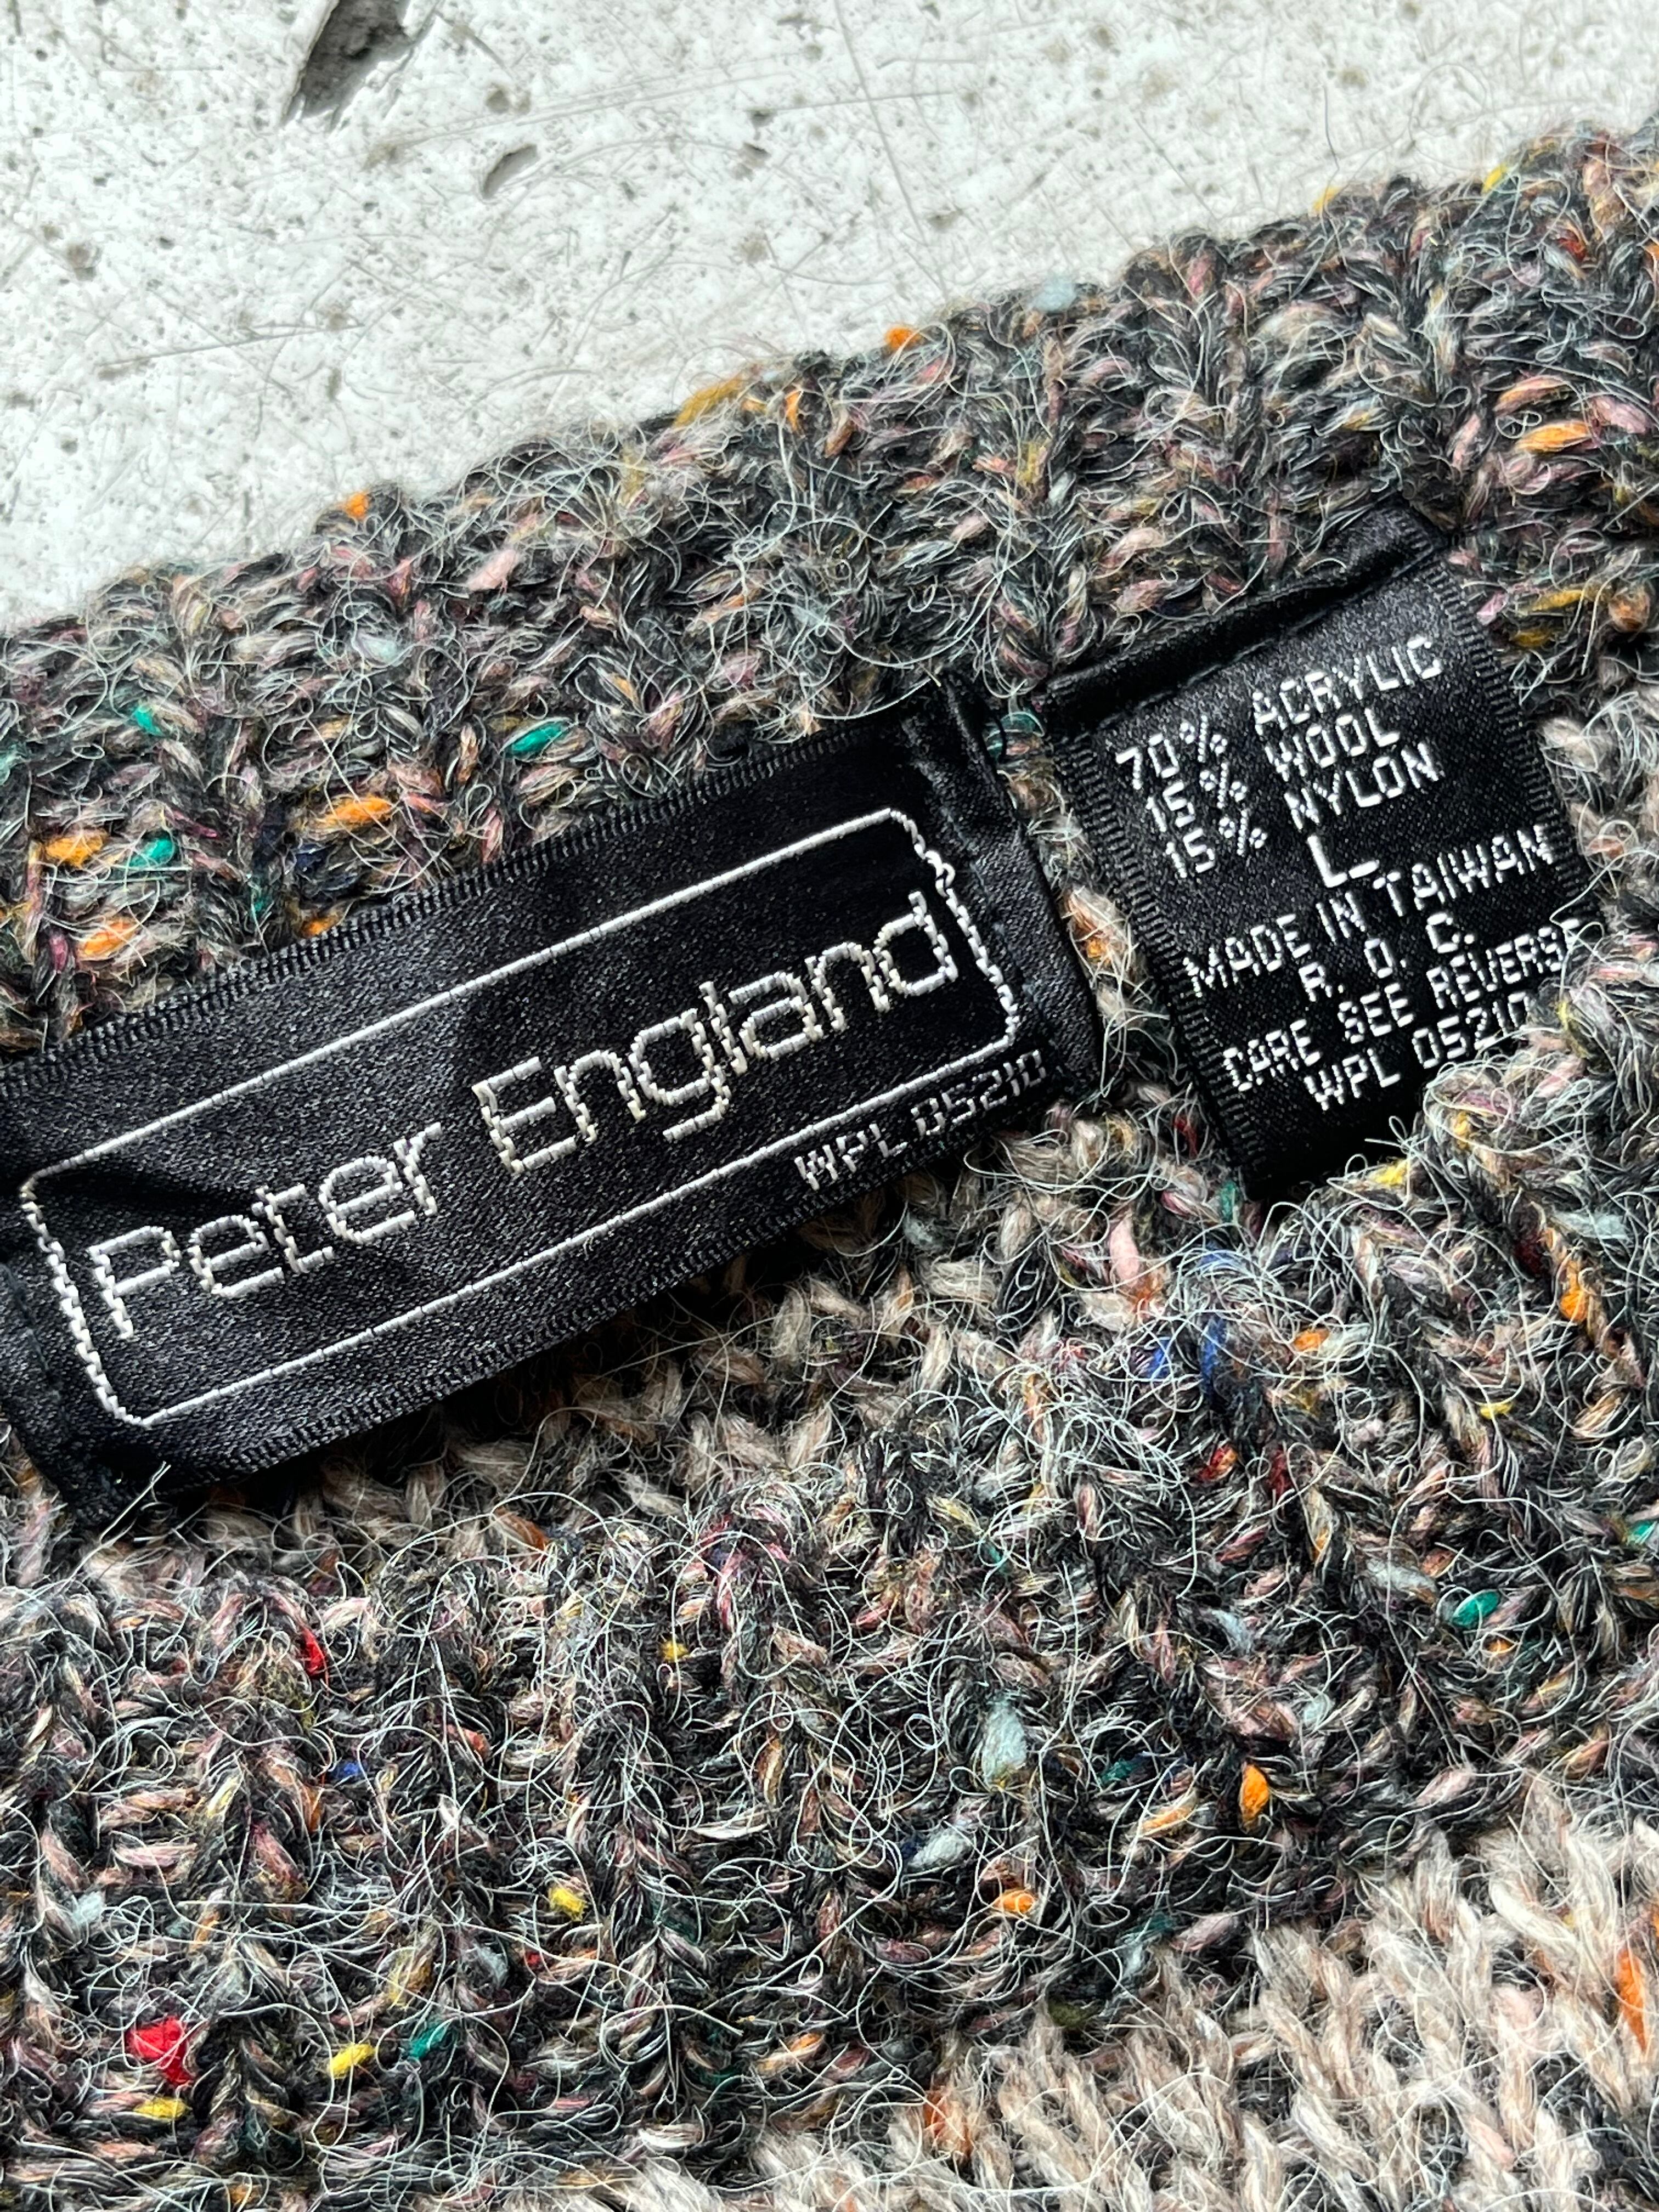 Peter England
WPL 05210
70% ACRYLIC
15% WOOL
15% NYLON
L
MADE IN TAIWAN
R. O. C.
CARE SEE REVERSE
WPL 05210